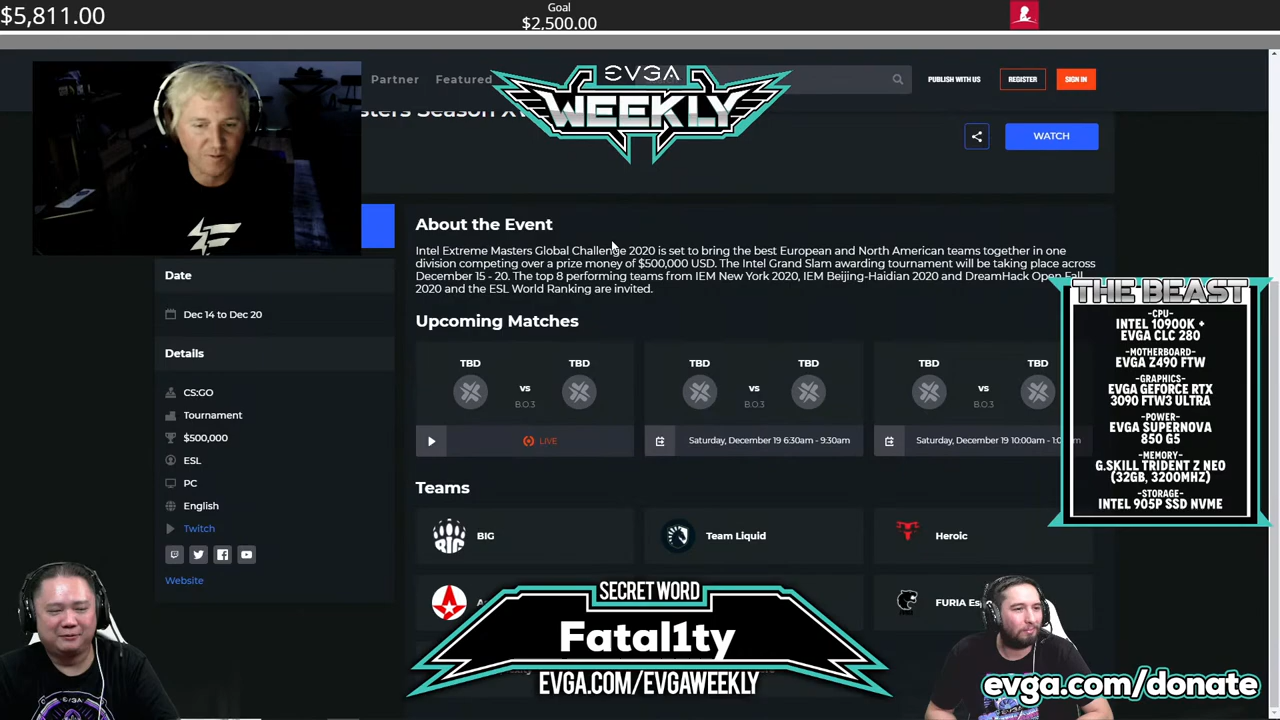 $5,811.00
Goal
$2,500.00
Partner
Featured
EVGA
WEEKLY
PUBLISH WITH US
REGISTER
SIGN IN
WATCH
About the Event
Intel Extreme Masters Global Challenge 2020 is set to bring the best European and North American teams together in one
division competing over a prize money of $500,000 USD. The Intel Grand Slam awarding tournament will be taking place across
December 15 - 20. The top 8 performing teams from IEM New York 2020, IEM Beijing-Haidian 2020 and DreamHack Open Fall
2020 and the ESL World Ranking are invited.
Date
Dec 14 to Dec 20
Details
CS:GO
Tournament
$500,000
ESL
PC
English
Twitch
Website
Upcoming Matches
TBD
TBD
vs
B.O.3
LIVE
TBD
TBD
vs
B.O.3
Saturday, December 19 6:30am - 9:30am
TBD
TBD
vs
B.O.3
Saturday, December 19 10:00am -
Teams
BIG
Team Liquid
Heroic
FURIA
THE BEAST
-CPU-
INTEL 10900K +
EVGA CLC 280
-MOTHERBOARD-
EVGA Z490 FTW
-GRAPHICS-
EVGA GEFORCE RTX
3090 FTW3 ULTRA
-POWER-
EVGA SUPERNOVA
850 G5
-MEMORY-
G.SKILL TRIDENT Z NEO
(32GB, 3200MHZ)
-STORAGE-
INTEL 905P SSD NVME
SECRET WORD
Fatal1ty
EVGA.COM/EVGAWEEKLY
evga.com/donate